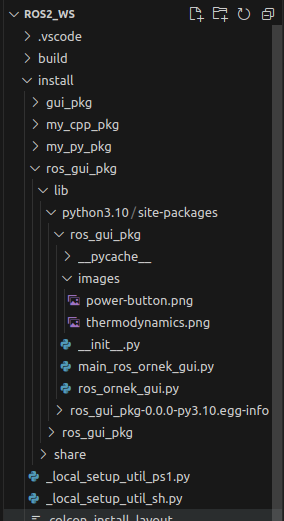 ROS2_WS
.vscode
build
install
gui_pkg
my_cpp_pkg
my_py_pkg
ros_gui_pkg
lib
python3.10 / site-packages
ros_gui_pkg
__pycache__
images
power-button.png
thermodynamics.png
__init__.py
main_ros_ornek_gui.py
ros_ornek_gui.py
ros_gui_pkg-0.0.0-py3.10.egg-info
ros_gui_pkg
share
_local_setup_util_ps1.py
_local_setup_util_sh.py
.colcon_install_layout